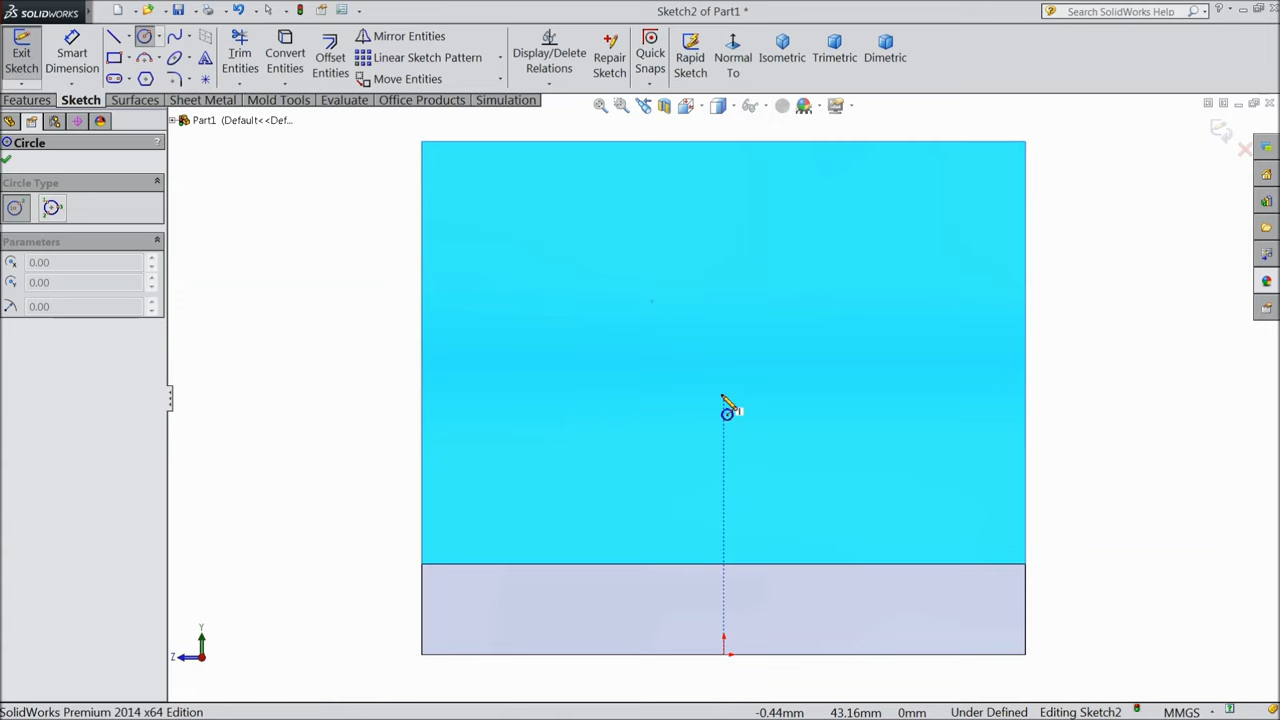 SOLIDWORKS
Sketch2 of Part1 *
Search SolidWorks Help
Exit Sketch
Smart Dimension
Trim Entities
Convert Entities
Offset Entities
Mirror Entities
Linear Sketch Pattern
Move Entities
Display/Delete Relations
Repair Sketch
Quick Snaps
Rapid Sketch
Normal To
Isometric
Trimetric
Dimetric
Features
Sketch
Surfaces
Sheet Metal
Mold Tools
Evaluate
Office Products
Simulation
Part1 (Default<<Def...
Circle
?
Circle Type
Parameters
0.00
0.00
0.00
Y
Z
SolidWorks Premium 2014 x64 Edition
-0.44mm
43.16mm
0mm
Under Defined
Editing Sketch2
MMGS